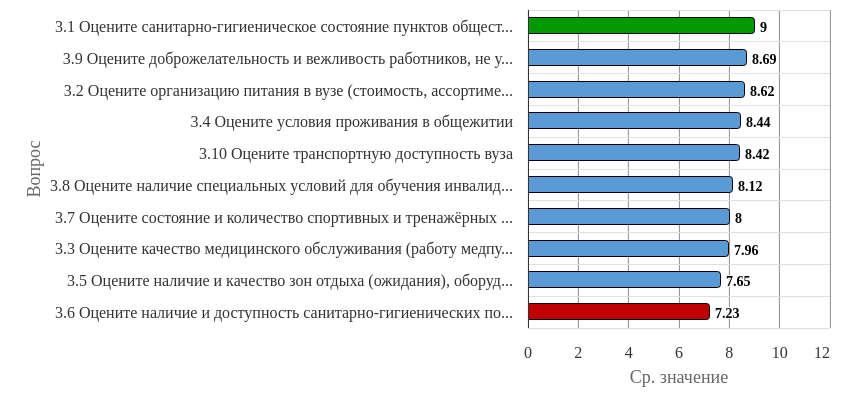 3.1 Оцените санитарно-гигиеническое состояние пунктов общест... 9
3.9 Оцените доброжелательность и вежливость работников, не у... 8.69
3.2 Оцените организацию питания в вузе (стоимость, ассортиме... 8.62
3.4 Оцените условия проживания в общежитии 8.44
3.10 Оцените транспортную доступность вуза 8.42
3.8 Оцените наличие специальных условий для обучения инвалид... 8.12
3.7 Оцените состояние и количество спортивных и тренажёрных ... 8
3.3 Оцените качество медицинского обслуживания (работу медпу... 7.96
3.5 Оцените наличие и качество зон отдыха (ожидания), оборуд... 7.65
3.6 Оцените наличие и доступность санитарно-гигиенических по... 7.23
Вопрос
0 2 4 6 8 10 12
Ср. значение